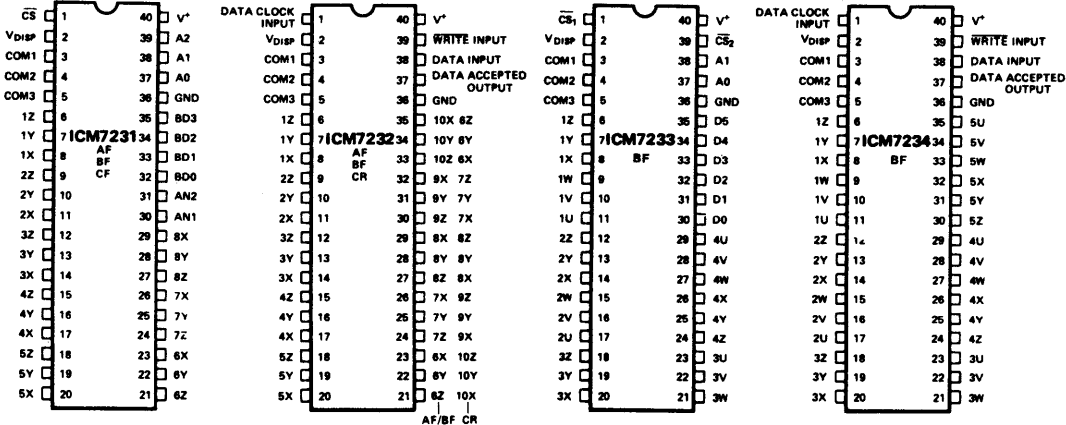 CS 1 40 V+
VDISP 2 39 A2
COM1 3 38 A1
COM2 4 37 A0
COM3 5 36 GND
1Z 6 35 BD3
1Y 7 ICM7231 34 BD2
1X 8 AF 33 BD1
BF
2Z 9 CF 32 BD0
2Y 10 31 AN2
2X 11 30 AN1
3Z 12 29 8X
3Y 13 28 8Y
3X 14 27 8Z
4Z 15 26 7X
4Y 16 25 7Y
4X 17 24 7Z
5Z 18 23 6X
5Y 19 22 6Y
5X 20 21 6Z
DATA CLOCK
INPUT 1 40 V+
VDISP 2 39 WRITE INPUT
COM1 3 38 DATA INPUT
COM2 4 37 DATA ACCEPTED
OUTPUT
COM3 5 36 GND
1Z 6 35 10X 6Z
1Y 7 ICM7232 34 10Y 6Y
1X 8 AF 33 10Z 6X
BF
2Z 9 CR 32 9X 7Z
2Y 10 31 9Y 7Y
2X 11 30 9Z 7X
3Z 12 29 8X 8Z
3Y 13 28 8Y 8Y
3X 14 27 8Z 8X
4Z 15 26 7X 9Z
4Y 16 25 7Y 9Y
4X 17 24 7Z 9X
5Z 18 23 6X 10Z
5Y 19 22 6Y 10Y
5X 20 21 6Z 10X
AF/BF CR
CS1 1 40 V+
VDISP 2 39 CS2
COM1 3 38 A1
COM2 4 37 A0
COM3 5 36 GND
1Z 6 35 D5
1Y 7 ICM7233 34 D4
1X 8 BF 33 D3
1W 9 32 D2
1V 10 31 D1
1U 11 30 D0
2Z 12 29 4U
2Y 13 28 4V
2X 14 27 4W
2W 15 26 4X
2V 16 25 4Y
2U 17 24 4Z
3Z 18 23 3U
3Y 19 22 3V
3X 20 21 3W
DATA CLOCK
INPUT 1 40 V+
VDISP 2 39 WRITE INPUT
COM1 3 38 DATA INPUT
COM2 4 37 DATA ACCEPTED
OUTPUT
COM3 5 36 GND
1Z 6 35 5U
1Y 7 ICM7234 34 5V
1X 8 BF 33 5W
1W 9 32 5X
1V 10 31 5Y
1U 11 30 5Z
2Z 12 29 4U
2Y 13 28 4V
2X 14 27 4W
2W 15 26 4X
2V 16 25 4Y
2U 17 24 4Z
3Z 18 23 3U
3Y 19 22 3V
3X 20 21 3W